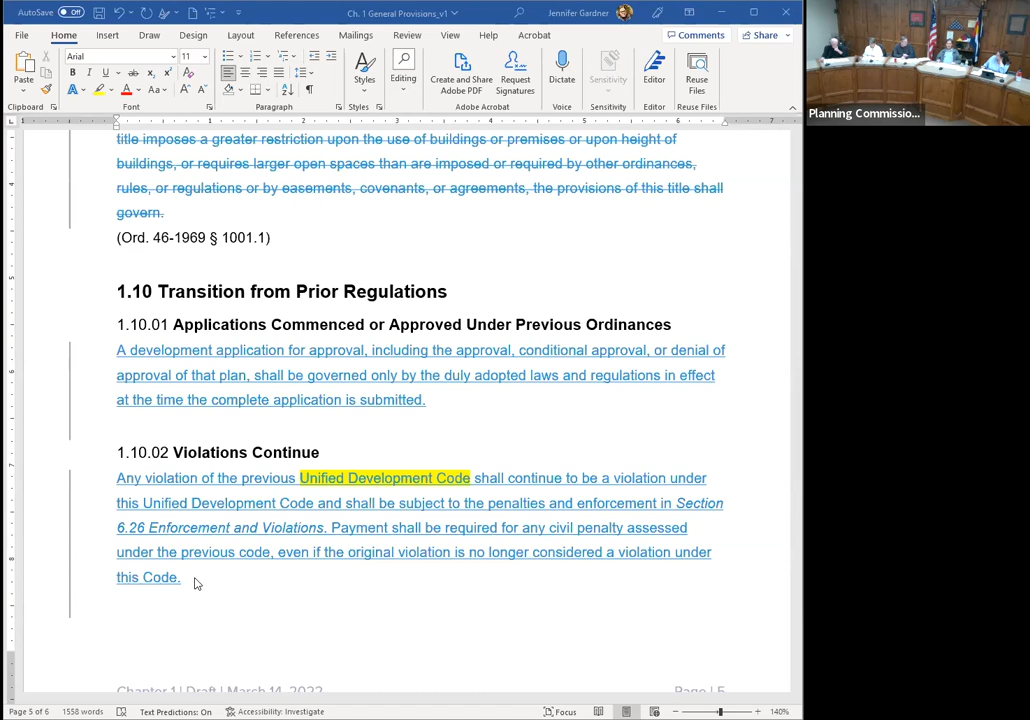 AutoSave Off Ch. 1 General Provisions_v1 Jennifer Gardner
File Home Insert Draw Design Layout References Mailings Review View Help Acrobat Comments Share
Arial 11
Paste Styles Editing Create and Share Adobe PDF Request Signatures Dictate Sensitivity Editor Reuse Files
Clipboard Font Paragraph Styles Adobe Acrobat Voice Sensitivity Editor Reuse Files
Planning Commissio...
title imposes a greater restriction upon the use of buildings or premises or upon height of
buildings, or requires larger open spaces than are imposed or required by other ordinances,
rules, or regulations or by easements, covenants, or agreements, the provisions of this title shall
govern.
(Ord. 46-1969 § 1001.1)
1.10 Transition from Prior Regulations
1.10.01 Applications Commenced or Approved Under Previous Ordinances
A development application for approval, including the approval, conditional approval, or denial of
approval of that plan, shall be governed only by the duly adopted laws and regulations in effect
at the time the complete application is submitted.
1.10.02 Violations Continue
Any violation of the previous Unified Development Code shall continue to be a violation under
this Unified Development Code and shall be subject to the penalties and enforcement in Section
6.26 Enforcement and Violations. Payment shall be required for any civil penalty assessed
under the previous code, even if the original violation is no longer considered a violation under
this Code.
Chapter 1 | Draft | March 14, 2022 Page | 5
Page 5 of 6 1558 words Text Predictions: On Accessibility: Investigate Focus 140%